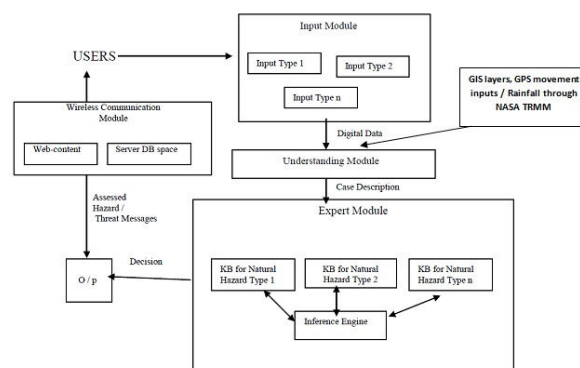 Input Module
USERS
Input Type 1
Input Type 2
Input Type n
GIS layers, GPS movement
inputs / Rainfall through
NASA TRMM
Wireless Communication
Module
Web-content
Server DB space
Digital Data
Understanding Module
Case Description
Assessed
Hazard /
Threat Messages
Expert Module
Decision
O / p
KB for Natural
Hazard Type 1
KB for Natural
Hazard Type 2
KB for Natural
Hazard Type n
Inference Engine